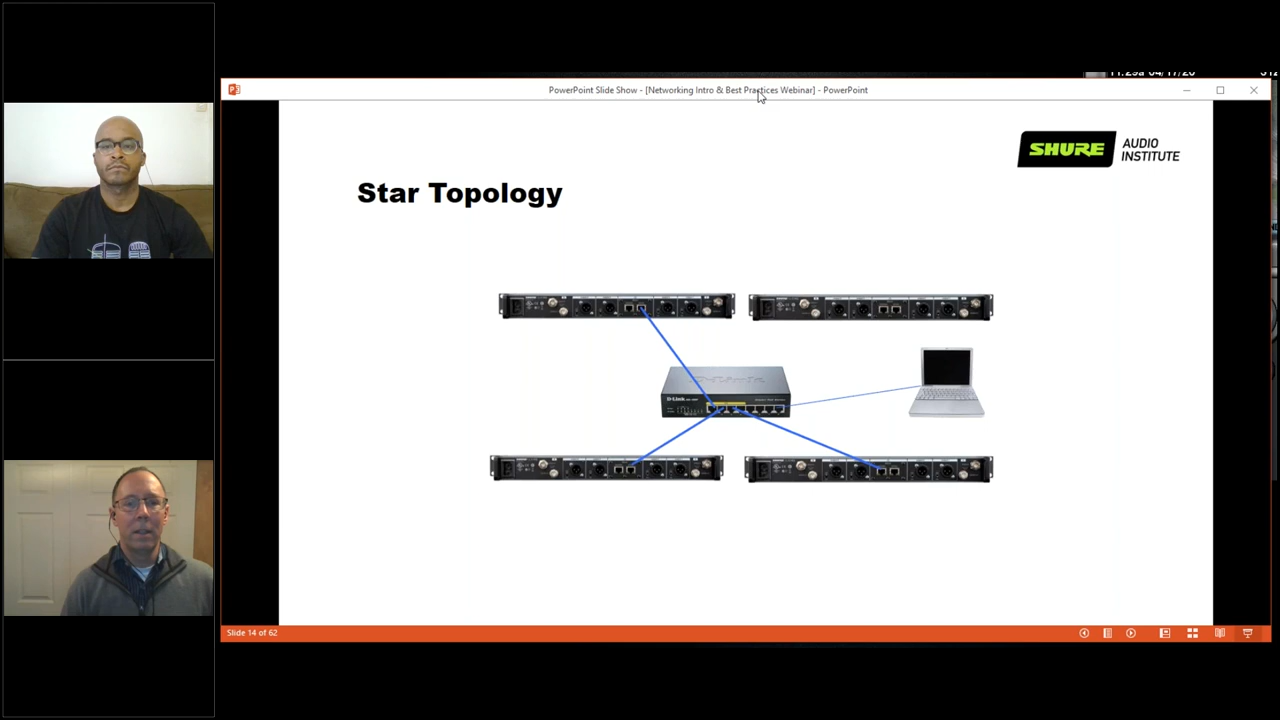 PowerPoint Slide Show - [Networking Intro & Best Practices Webinar] - PowerPoint
SHURE AUDIO
INSTITUTE
Star Topology
D-Link
D-Link
Slide 14 of 62